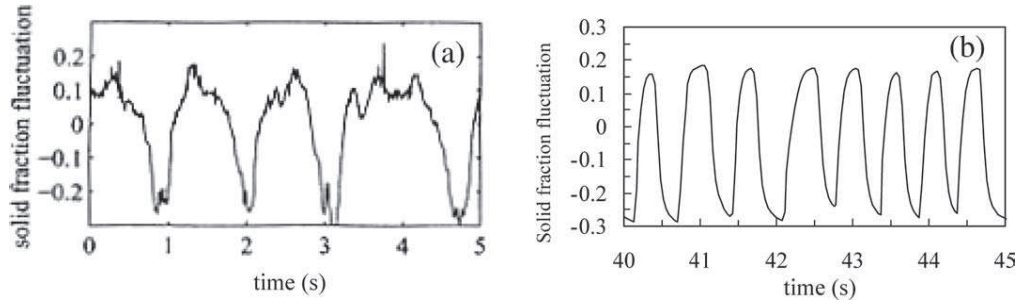 (a)
solid fraction fluctuation
0.2
0.1
0
−0.1
−0.2
0 1 2 3 4 5
time (s)
(b)
Solid fraction fluctuation
0.3
0.2
0.1
0
-0.1
-0.2
-0.3
40 41 42 43 44 45
time (s)